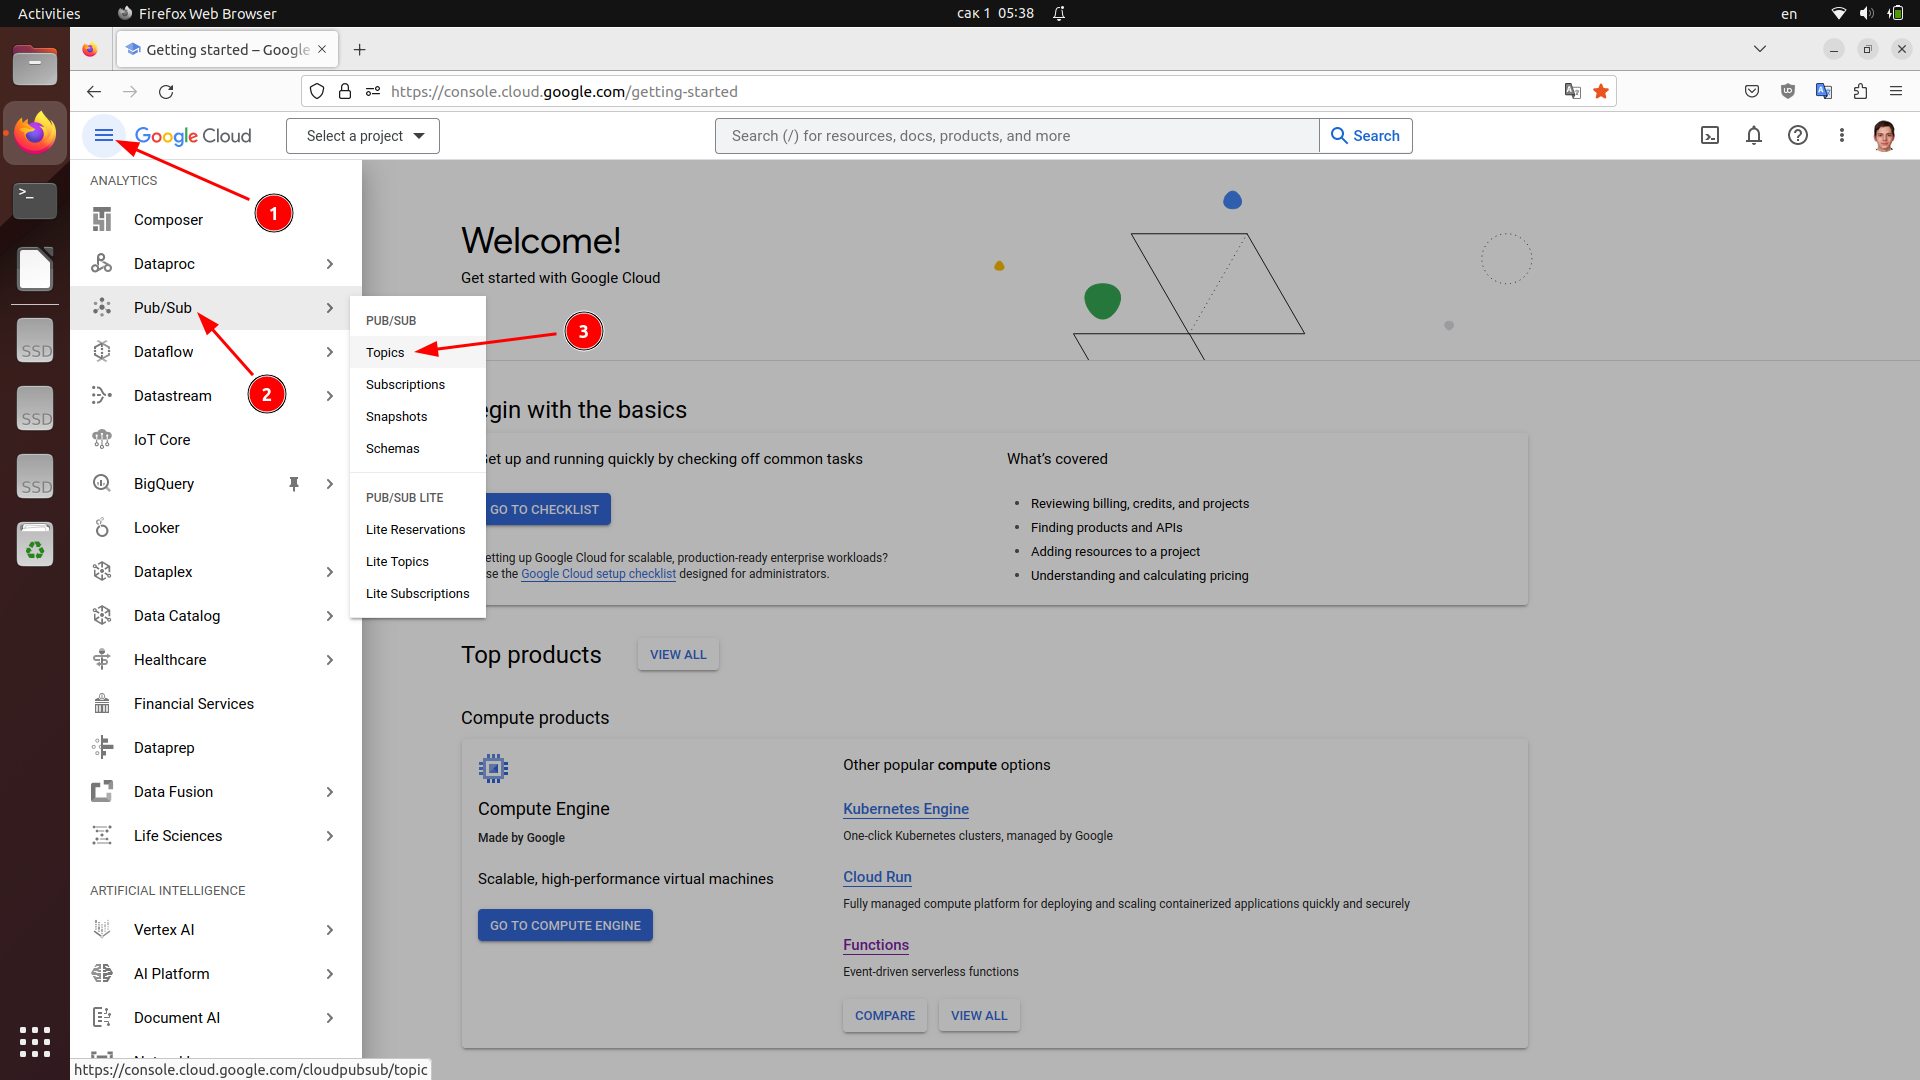 Activities
Firefox Web Browser
сак 1 05:38
en
Getting started – Google
https://console.cloud.google.com/getting-started
Google Cloud
Select a project
Search (/) for resources, docs, products, and more
Search
ANALYTICS
Composer
Dataproc
Pub/Sub
Dataflow
Datastream
IoT Core
BigQuery
Looker
Dataplex
Data Catalog
Healthcare
Financial Services
Dataprep
Data Fusion
Life Sciences
ARTIFICIAL INTELLIGENCE
Vertex AI
AI Platform
Document AI
https://console.cloud.google.com/cloudpubsub/topic
1
2
3
PUB/SUB
Topics
Subscriptions
Snapshots
Schemas
PUB/SUB LITE
Lite Reservations
Lite Topics
Lite Subscriptions
SSD
SSD
SSD
Welcome!
Get started with Google Cloud
egin with the basics
et up and running quickly by checking off common tasks
GO TO CHECKLIST
etting up Google Cloud for scalable, production-ready enterprise workloads?
se the Google Cloud setup checklist designed for administrators.
What's covered
• Reviewing billing, credits, and projects
• Finding products and APIs
• Adding resources to a project
• Understanding and calculating pricing
Top products
VIEW ALL
Compute products
Compute Engine
Made by Google
Scalable, high-performance virtual machines
GO TO COMPUTE ENGINE
Other popular compute options
Kubernetes Engine
One-click Kubernetes clusters, managed by Google
Cloud Run
Fully managed compute platform for deploying and scaling containerized applications quickly and securely
Functions
Event-driven serverless functions
COMPARE
VIEW ALL